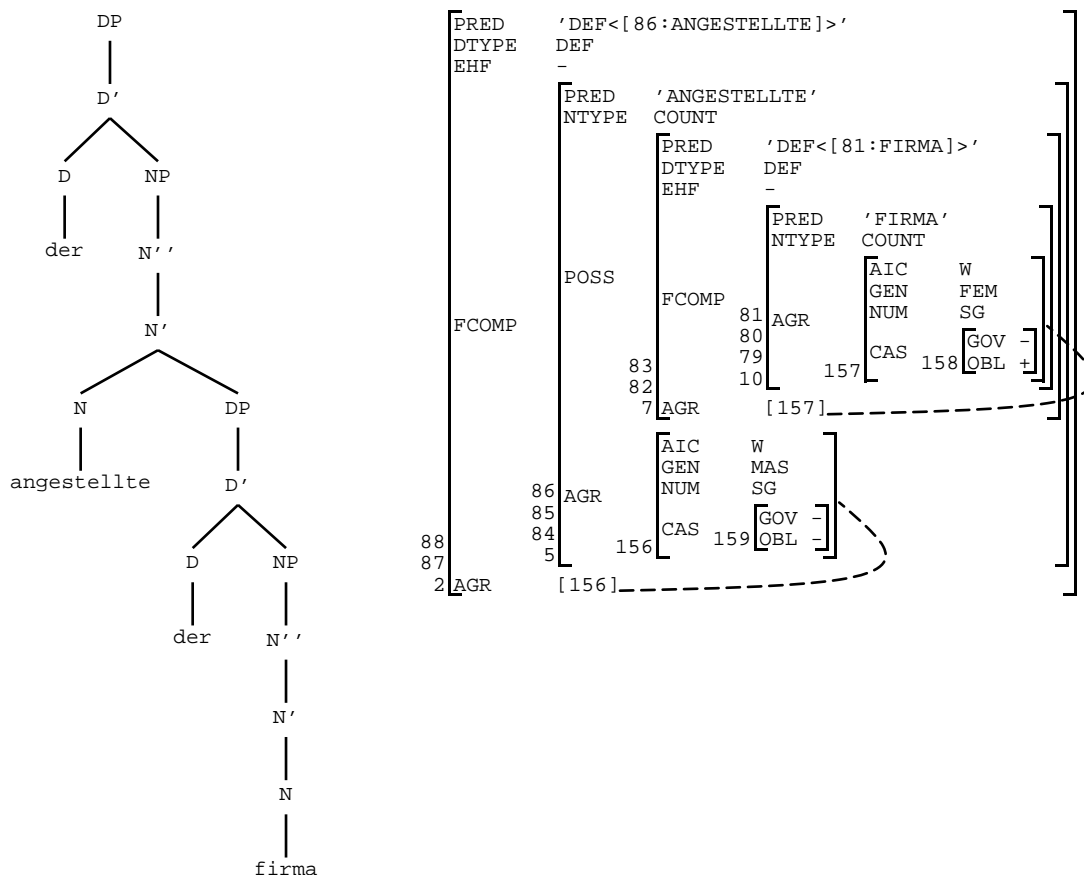 DP
D'
D NP
der N''
N'
N DP
angestellte D'
D NP
der N''
N'
N
firma
PRED 'DEF<[86:ANGESTELLTE]>'
DTYPE DEF
EHF -
PRED 'ANGESTELLTE'
NTYPE COUNT
PRED 'DEF<[81:FIRMA]>'
DTYPE DEF
EHF -
PRED 'FIRMA'
NTYPE COUNT
AIC W
POSS
GEN FEM
FCOMP
81 NUM SG
FCOMP AGR
80 GOV -
79 CAS
83 157 158 OBL +
10
82
7 AGR [157]
AIC W
GEN MAS
86 NUM SG
AGR
85 GOV -
84 CAS
88 156 159 OBL -
5
87
2 AGR [156]